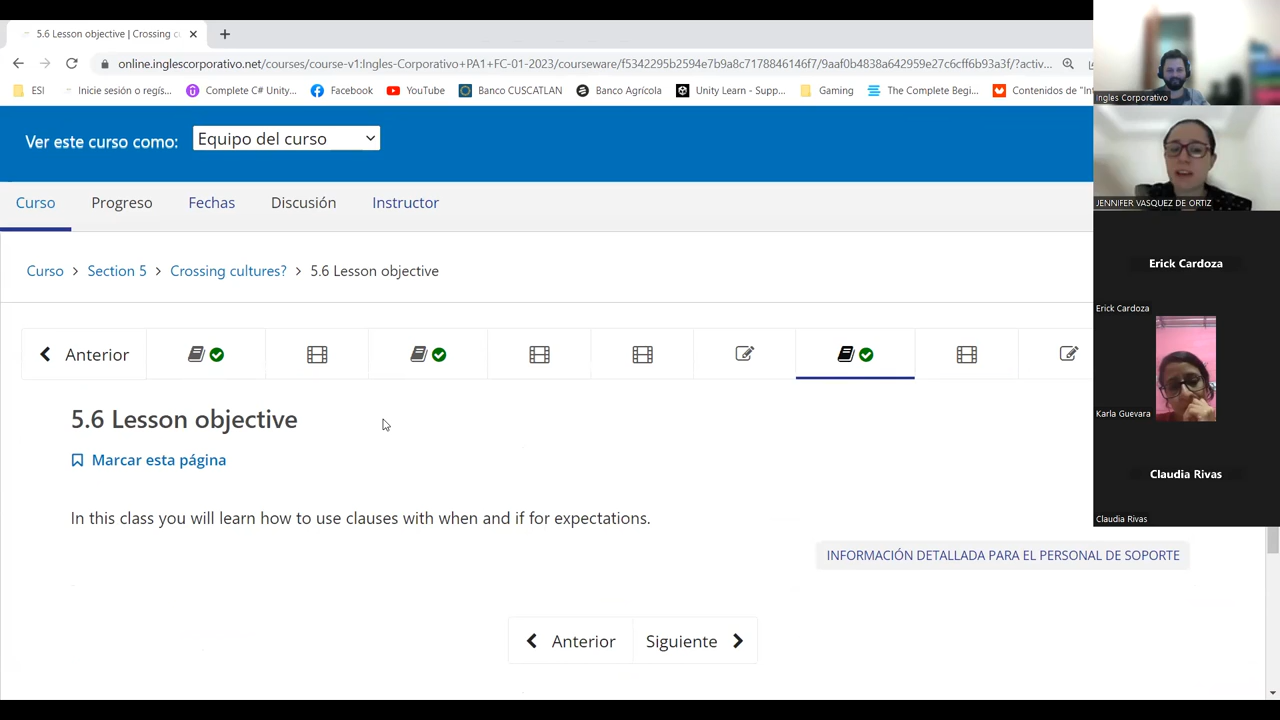 5.6 Lesson objective | Crossing c
online.inglescorporativo.net/courses/course-v1:Ingles-Corporativo+PA1+FC-01-2023/courseware/f5342295b2594e7b9a8c7178846146f7/9aaf0b4838a642959e27c6cff6b93a3f/?activ...
ESI
Inicie sesión o regís...
Complete C# Unity...
Facebook
YouTube
Banco CUSCATLAN
Banco Agrícola
Unity Learn - Supp...
Gaming
The Complete Begi...
Contenidos de "Int
Ver este curso como:
Equipo del curso
Curso
Progreso
Fechas
Discusión
Instructor
Curso > Section 5 > Crossing cultures? > 5.6 Lesson objective
Anterior
5.6 Lesson objective
Marcar esta página
In this class you will learn how to use clauses with when and if for expectations.
INFORMACIÓN DETALLADA PARA EL PERSONAL DE SOPORTE
Anterior
Siguiente
Ingles Corporativo
JENNIFER VASQUEZ DE ORTIZ
Erick Cardoza
Erick Cardoza
Karla Guevara
Claudia Rivas
Claudia Rivas